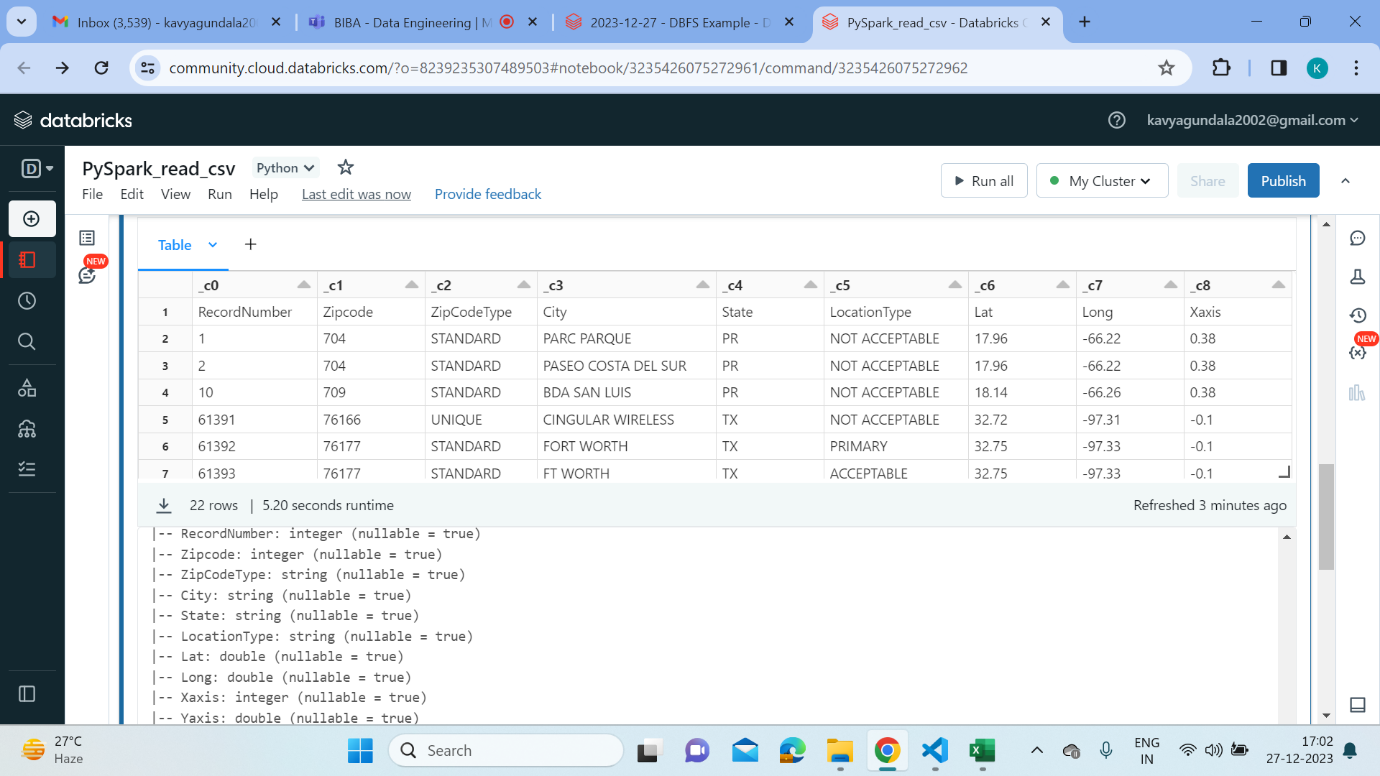 Inbox (3,539) - kavyagundala20
BIBA - Data Engineering | M
2023-12-27 - DBFS Example - D
PySpark_read_csv - Databricks C
community.cloud.databricks.com/?o=8239235307489503#notebook/3235426075272961/command/3235426075272962
K
databricks
kavyagundala2002@gmail.com
D
PySpark_read_csv
Python
File Edit View Run Help Last edit was now Provide feedback
Run all
My Cluster
Share
Publish
NEW
NEW
Table
_c0 _c1 _c2 _c3 _c4 _c5 _c6 _c7 _c8
1 RecordNumber Zipcode ZipCodeType City State LocationType Lat Long Xaxis
2 1 704 STANDARD PARC PARQUE PR NOT ACCEPTABLE 17.96 -66.22 0.38
3 2 704 STANDARD PASEO COSTA DEL SUR PR NOT ACCEPTABLE 17.96 -66.22 0.38
4 10 709 STANDARD BDA SAN LUIS PR NOT ACCEPTABLE 18.14 -66.26 0.38
5 61391 76166 UNIQUE CINGULAR WIRELESS TX NOT ACCEPTABLE 32.72 -97.31 -0.1
6 61392 76177 STANDARD FORT WORTH TX PRIMARY 32.75 -97.33 -0.1
7 61393 76177 STANDARD FT WORTH TX ACCEPTABLE 32.75 -97.33 -0.1
22 rows | 5.20 seconds runtime
Refreshed 3 minutes ago
|-- RecordNumber: integer (nullable = true)
|-- Zipcode: integer (nullable = true)
|-- ZipCodeType: string (nullable = true)
|-- City: string (nullable = true)
|-- State: string (nullable = true)
|-- LocationType: string (nullable = true)
|-- Lat: double (nullable = true)
|-- Long: double (nullable = true)
|-- Xaxis: integer (nullable = true)
|-- Yaxis: double (nullable = true)
27°C
Haze
Search
ENG
IN
17:02
27-12-2023